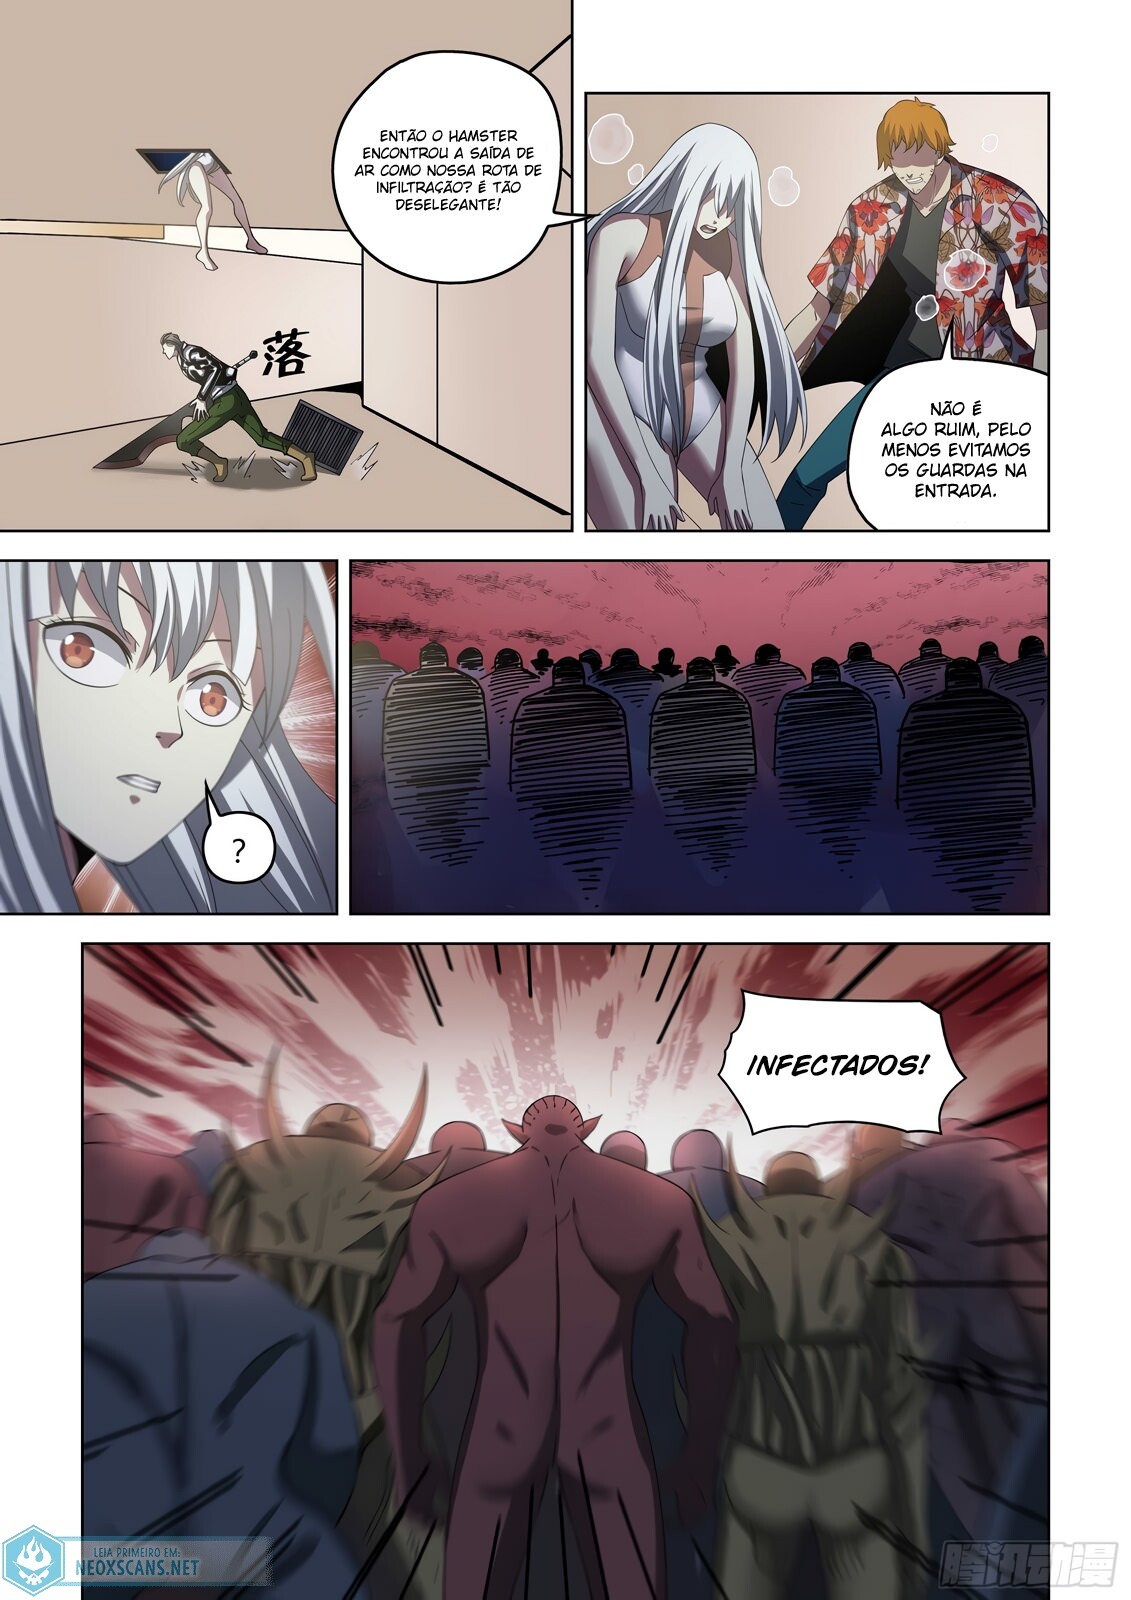 ENTÃO O HAMSTER
ENCONTROU A SAÍDA DE
AR COMO NOSSA ROTA DE
INFILTRAÇÃO? É TÃO
DESELEGANTE!
落
NÃO É
ALGO RUIM, PELO
MENOS EVITAMOS
OS GUARDAS NA
ENTRADA.
?
INFECTADOS!
LEIA PRIMEIRO EM:
NEOXSCANS.NET
腾讯动漫